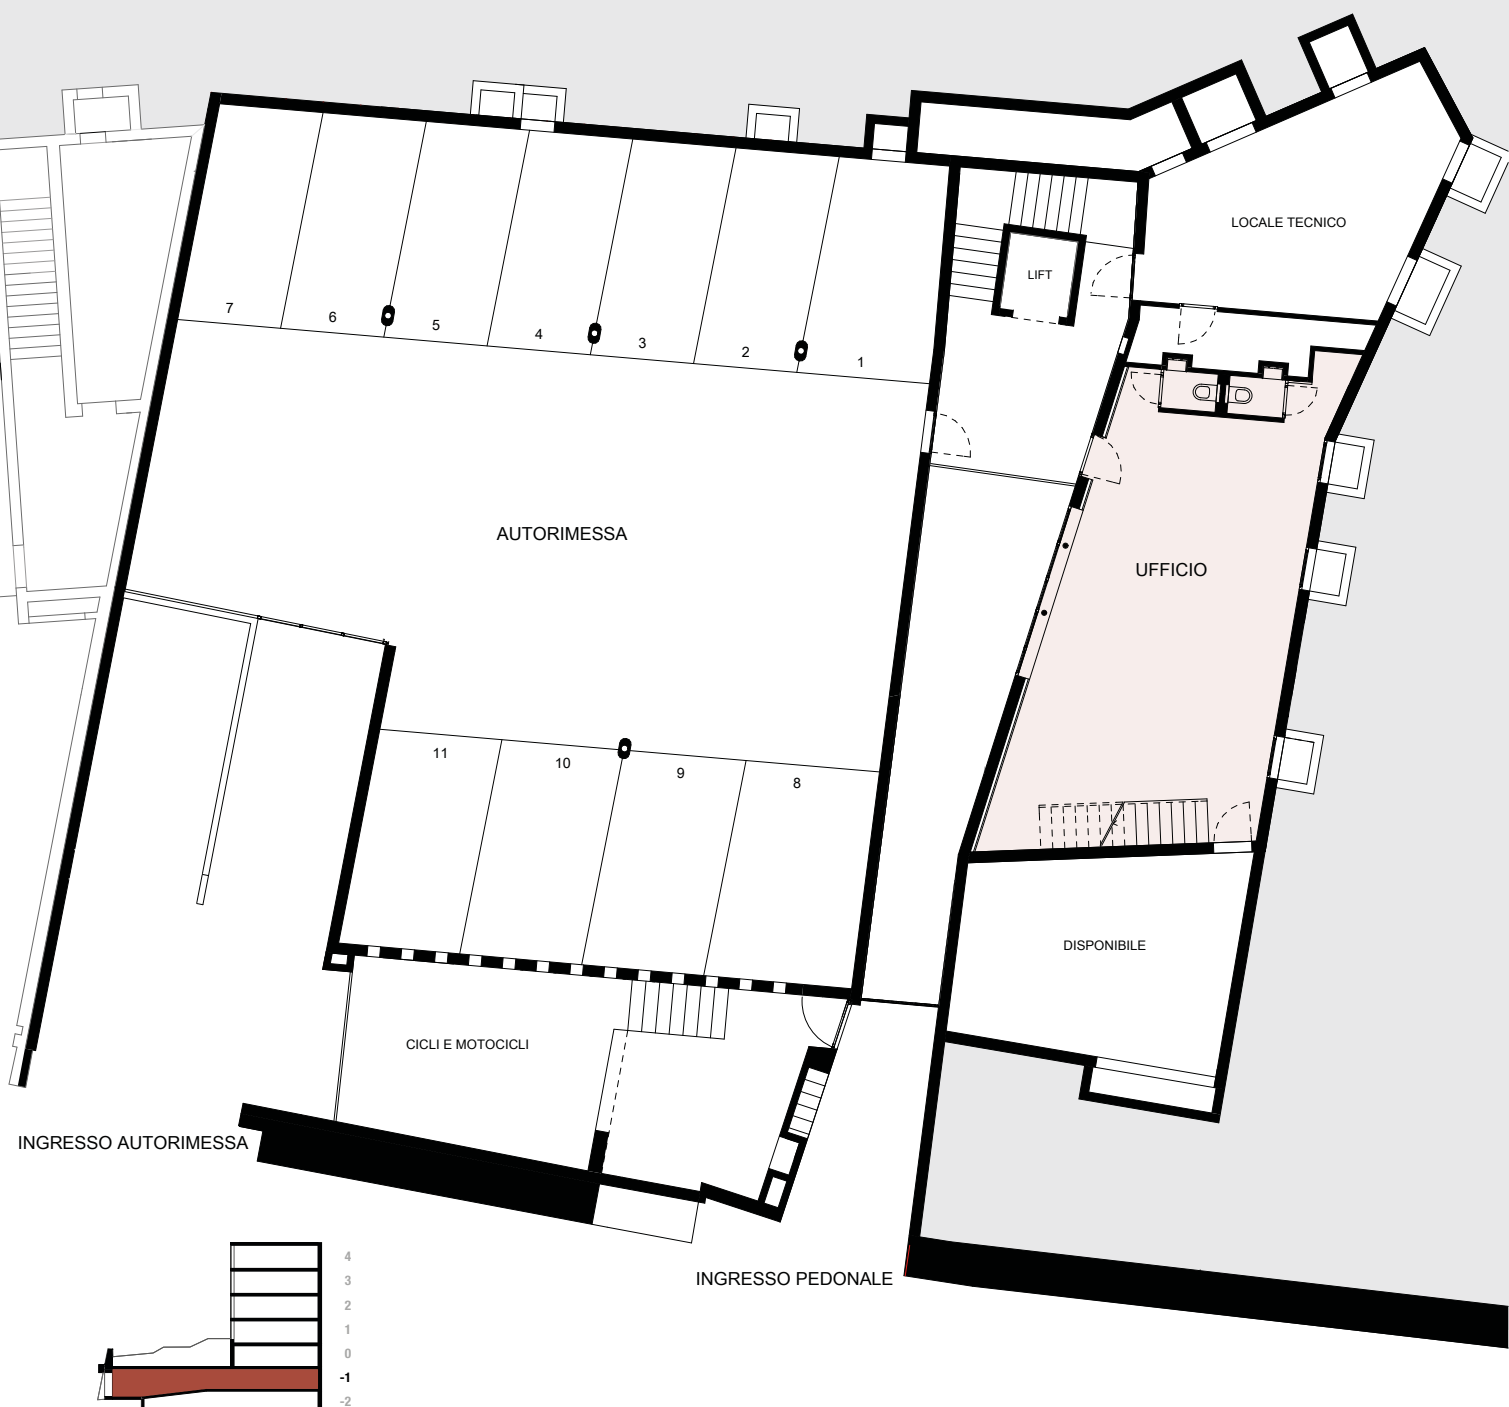 LOCALE TECNICO
LIFT
7
6
5
4
3
2
1
AUTORIMESSA
UFFICIO
11
10
9
8
DISPONIBILE
CICLI E MOTOCICLI
INGRESSO AUTORIMESSA
INGRESSO PEDONALE
4
3
2
1
0
-1
-2